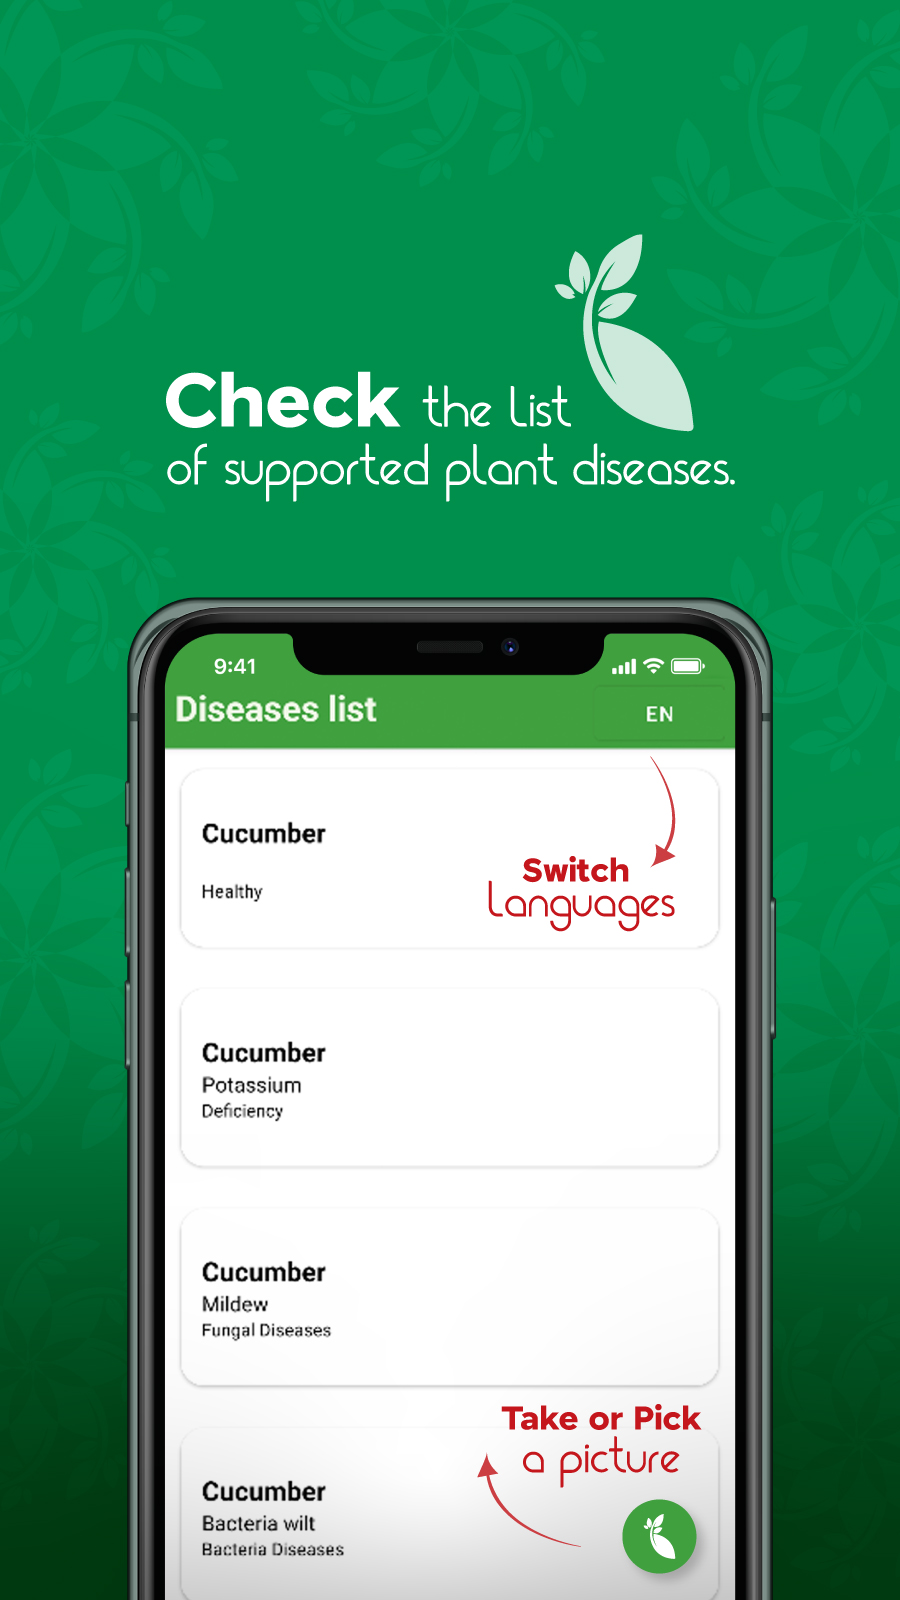 Check the list
of supported plant diseases.
9:41
Diseases list
EN
Cucumber
Healthy
Switch
Languages
Cucumber
Potassium
Deficiency
Cucumber
Mildew
Fungal Diseases
Take or Pick
a picture
Cucumber
Bacteria wilt
Bacteria Diseases